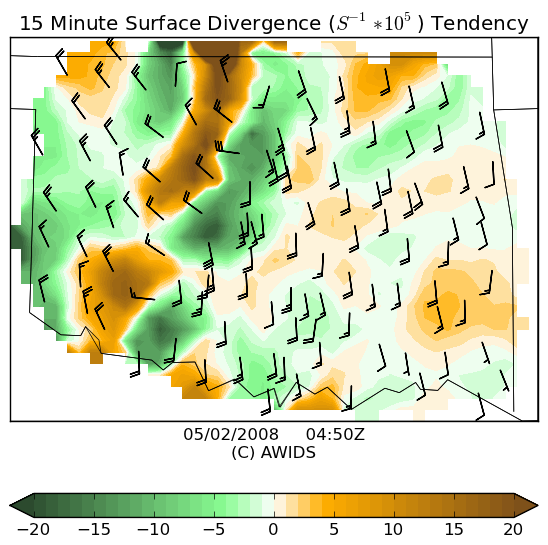 15 Minute Surface Divergence (S⁻¹ *10⁵ ) Tendency
05/02/2008 04:50Z
(C) AWIDS
−20 −15 −10 −5 0 5 10 15 20